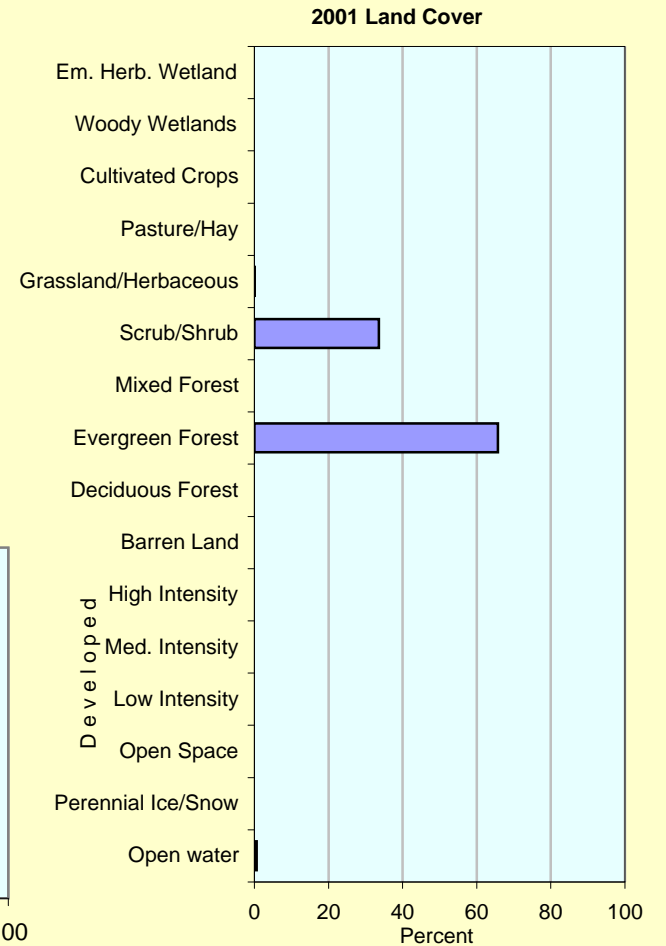 2001 Land Cover
Em. Herb. Wetland
Woody Wetlands
Cultivated Crops
Pasture/Hay
Grassland/Herbaceous
Scrub/Shrub
Mixed Forest
Evergreen Forest
Deciduous Forest
Barren Land
Developed
High Intensity
Med. Intensity
Low Intensity
Open Space
Perennial Ice/Snow
Open water
0 20 40 60 80 100
Percent
00